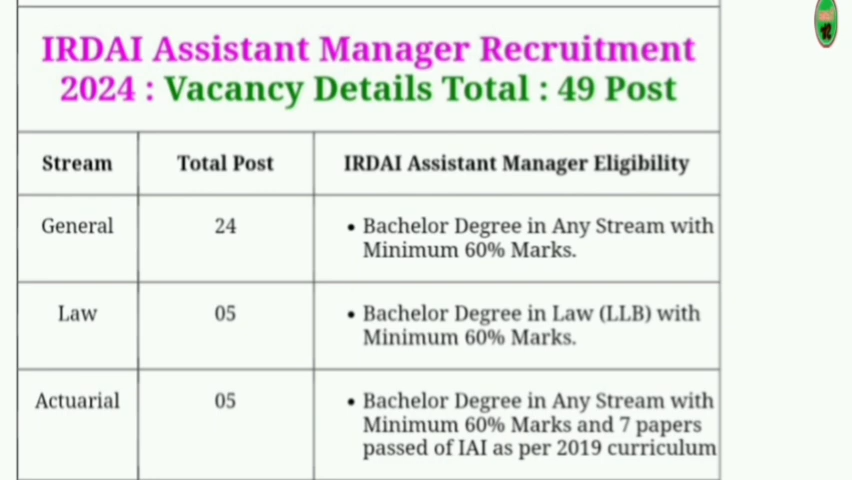 IRDAI Assistant Manager Recruitment
2024 : Vacancy Details Total : 49 Post
Stream Total Post IRDAI Assistant Manager Eligibility
General 24 • Bachelor Degree in Any Stream with
Minimum 60% Marks.
Law 05 • Bachelor Degree in Law (LLB) with
Minimum 60% Marks.
Actuarial 05 • Bachelor Degree in Any Stream with
Minimum 60% Marks and 7 papers
passed of IAI as per 2019 curriculum